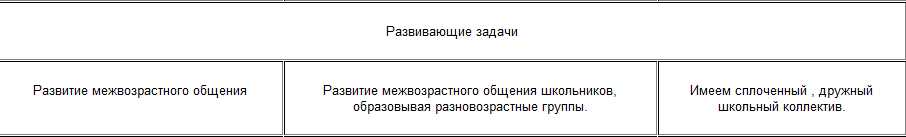 Развивающие задачи
Развитие межвозрастного общения
Развитие межвозрастного общения школьников,
образовывая разновозрастные группы.
Имеем сплоченный , дружный
школьный коллектив.